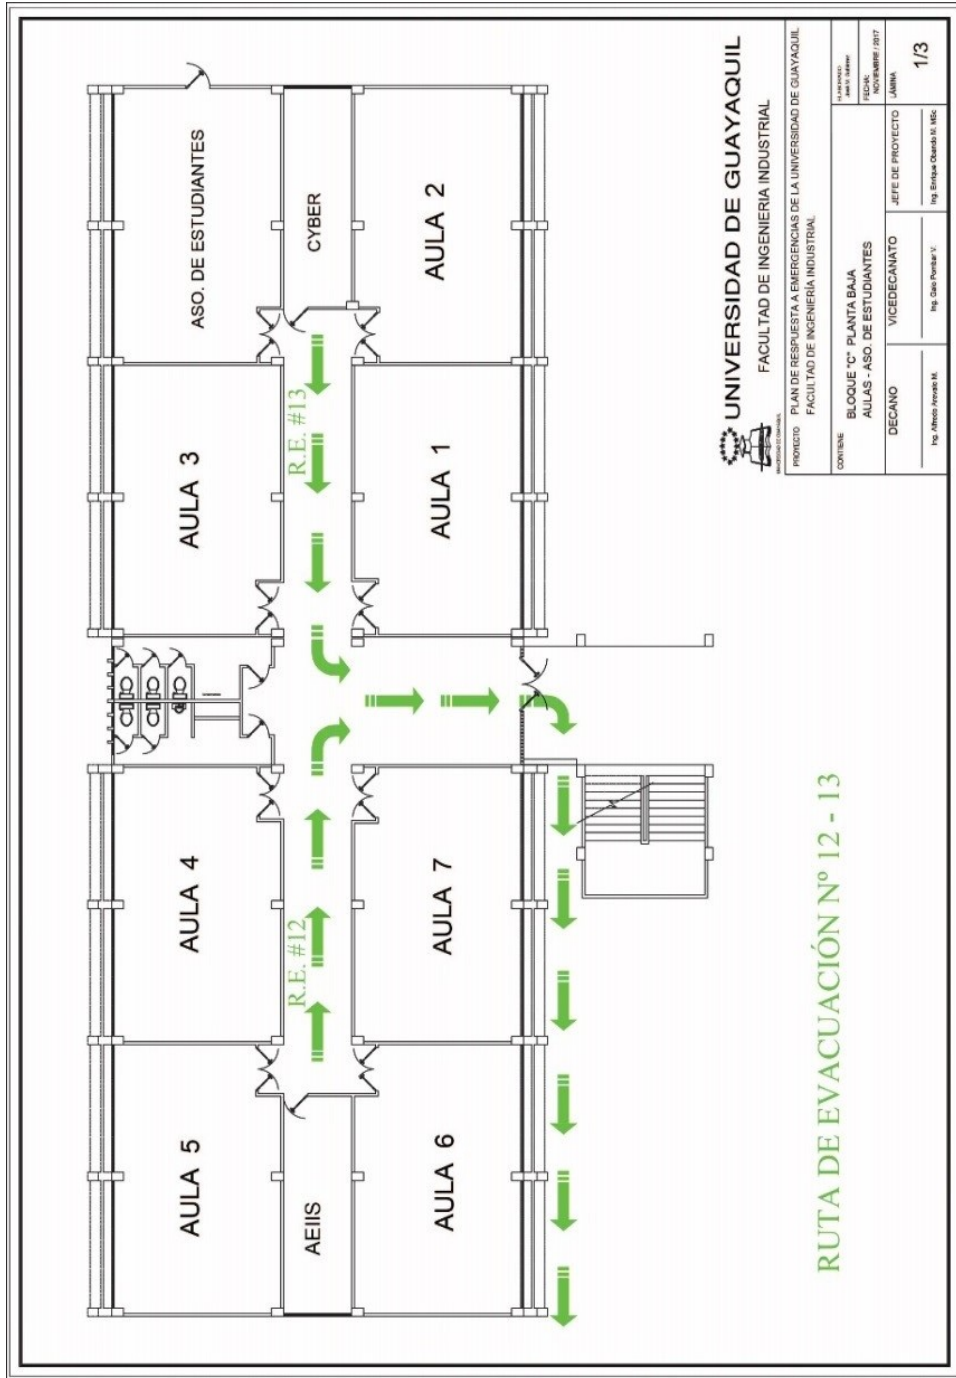 AULA 5
AULA 4
AULA 3
ASO. DE ESTUDIANTES
AEIIS
R.E. #12
R.E. #13
CYBER
AULA 6
AULA 7
AULA 1
AULA 2
RUTA DE EVACUACIÓN Nº 12 - 13
UNIVERSIDAD DE GUAYAQUIL
FACULTAD DE INGENIERIA INDUSTRIAL
PROYECTO
PLAN DE RESPUESTA A EMERGENCIAS DE LA UNIVERSIDAD DE GUAYAQUIL
FACULTAD DE INGENIERÍA INDUSTRIAL
CONTIENE
BLOQUE "C" PLANTA BAJA
AULAS - ASO. DE ESTUDIANTES
ELABORADO:
FECHA:
NOVIEMBRE / 2017
DECANO
VICEDECANATO
JEFE DE PROYECTO
LÁMINA
1/3
Ing. Alfredo Arevalo M.
Ing. Galo Pombar V.
Ing. Enrique Obando M. MSc